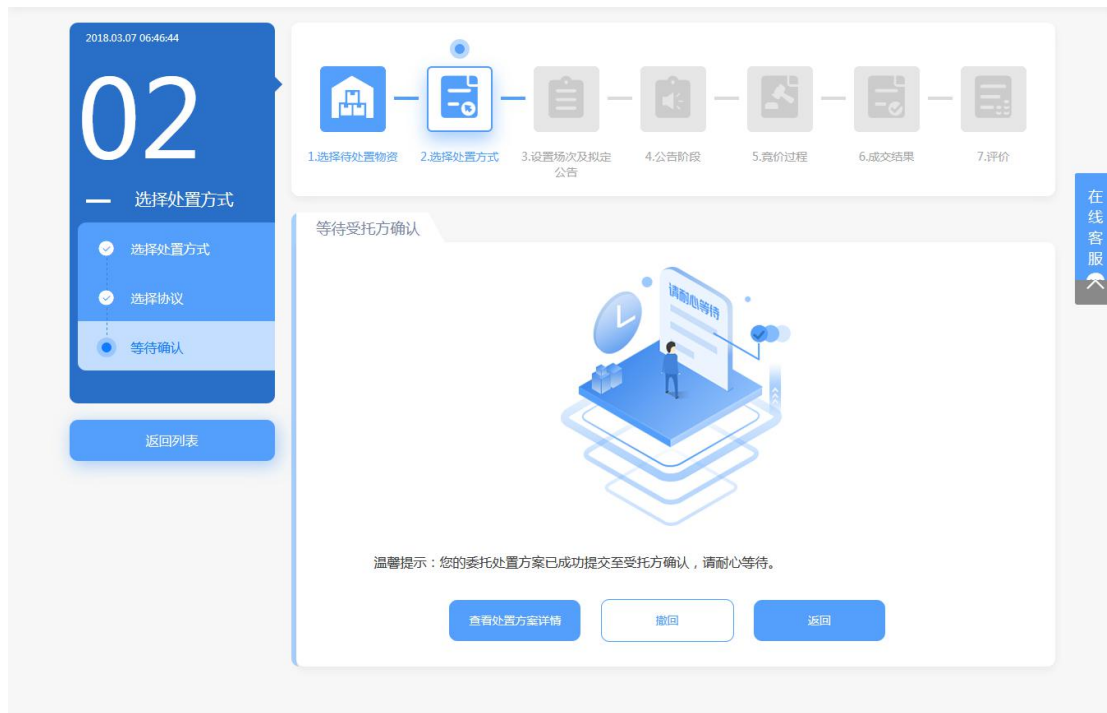 2018.03.07 06:46:44
02
选择处置方式
选择处置方式
选择协议
等待确认
返回列表
1.选择待处置物资
2.选择处置方式
3.设置场次及拟定
公告
4.公告阶段
5.竞价过程
6.成交结果
7.评价
等待受托方确认
请耐心等待
温馨提示：您的委托处置方案已成功提交至受托方确认，请耐心等待。
查看处置方案详情
撤回
返回
在
线
客
服